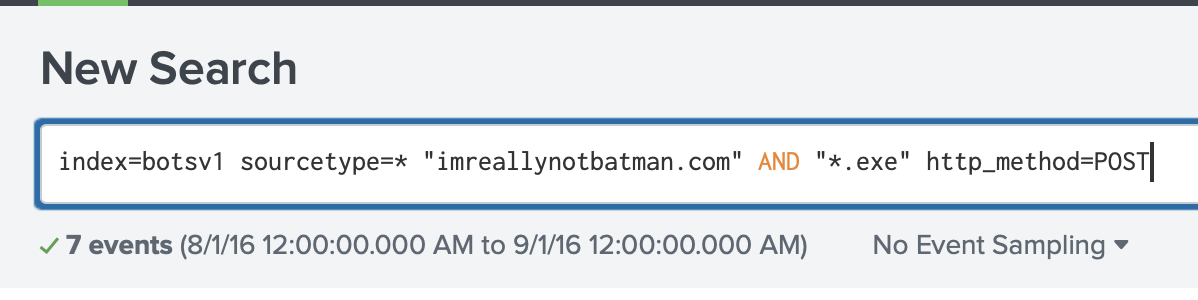 New Search
index=botsv1 sourcetype=* "imreallynotbatman.com" AND "*.exe" http_method=POST
✓ 7 events (8/1/16 12:00:00.000 AM to 9/1/16 12:00:00.000 AM) No Event Sampling ▾